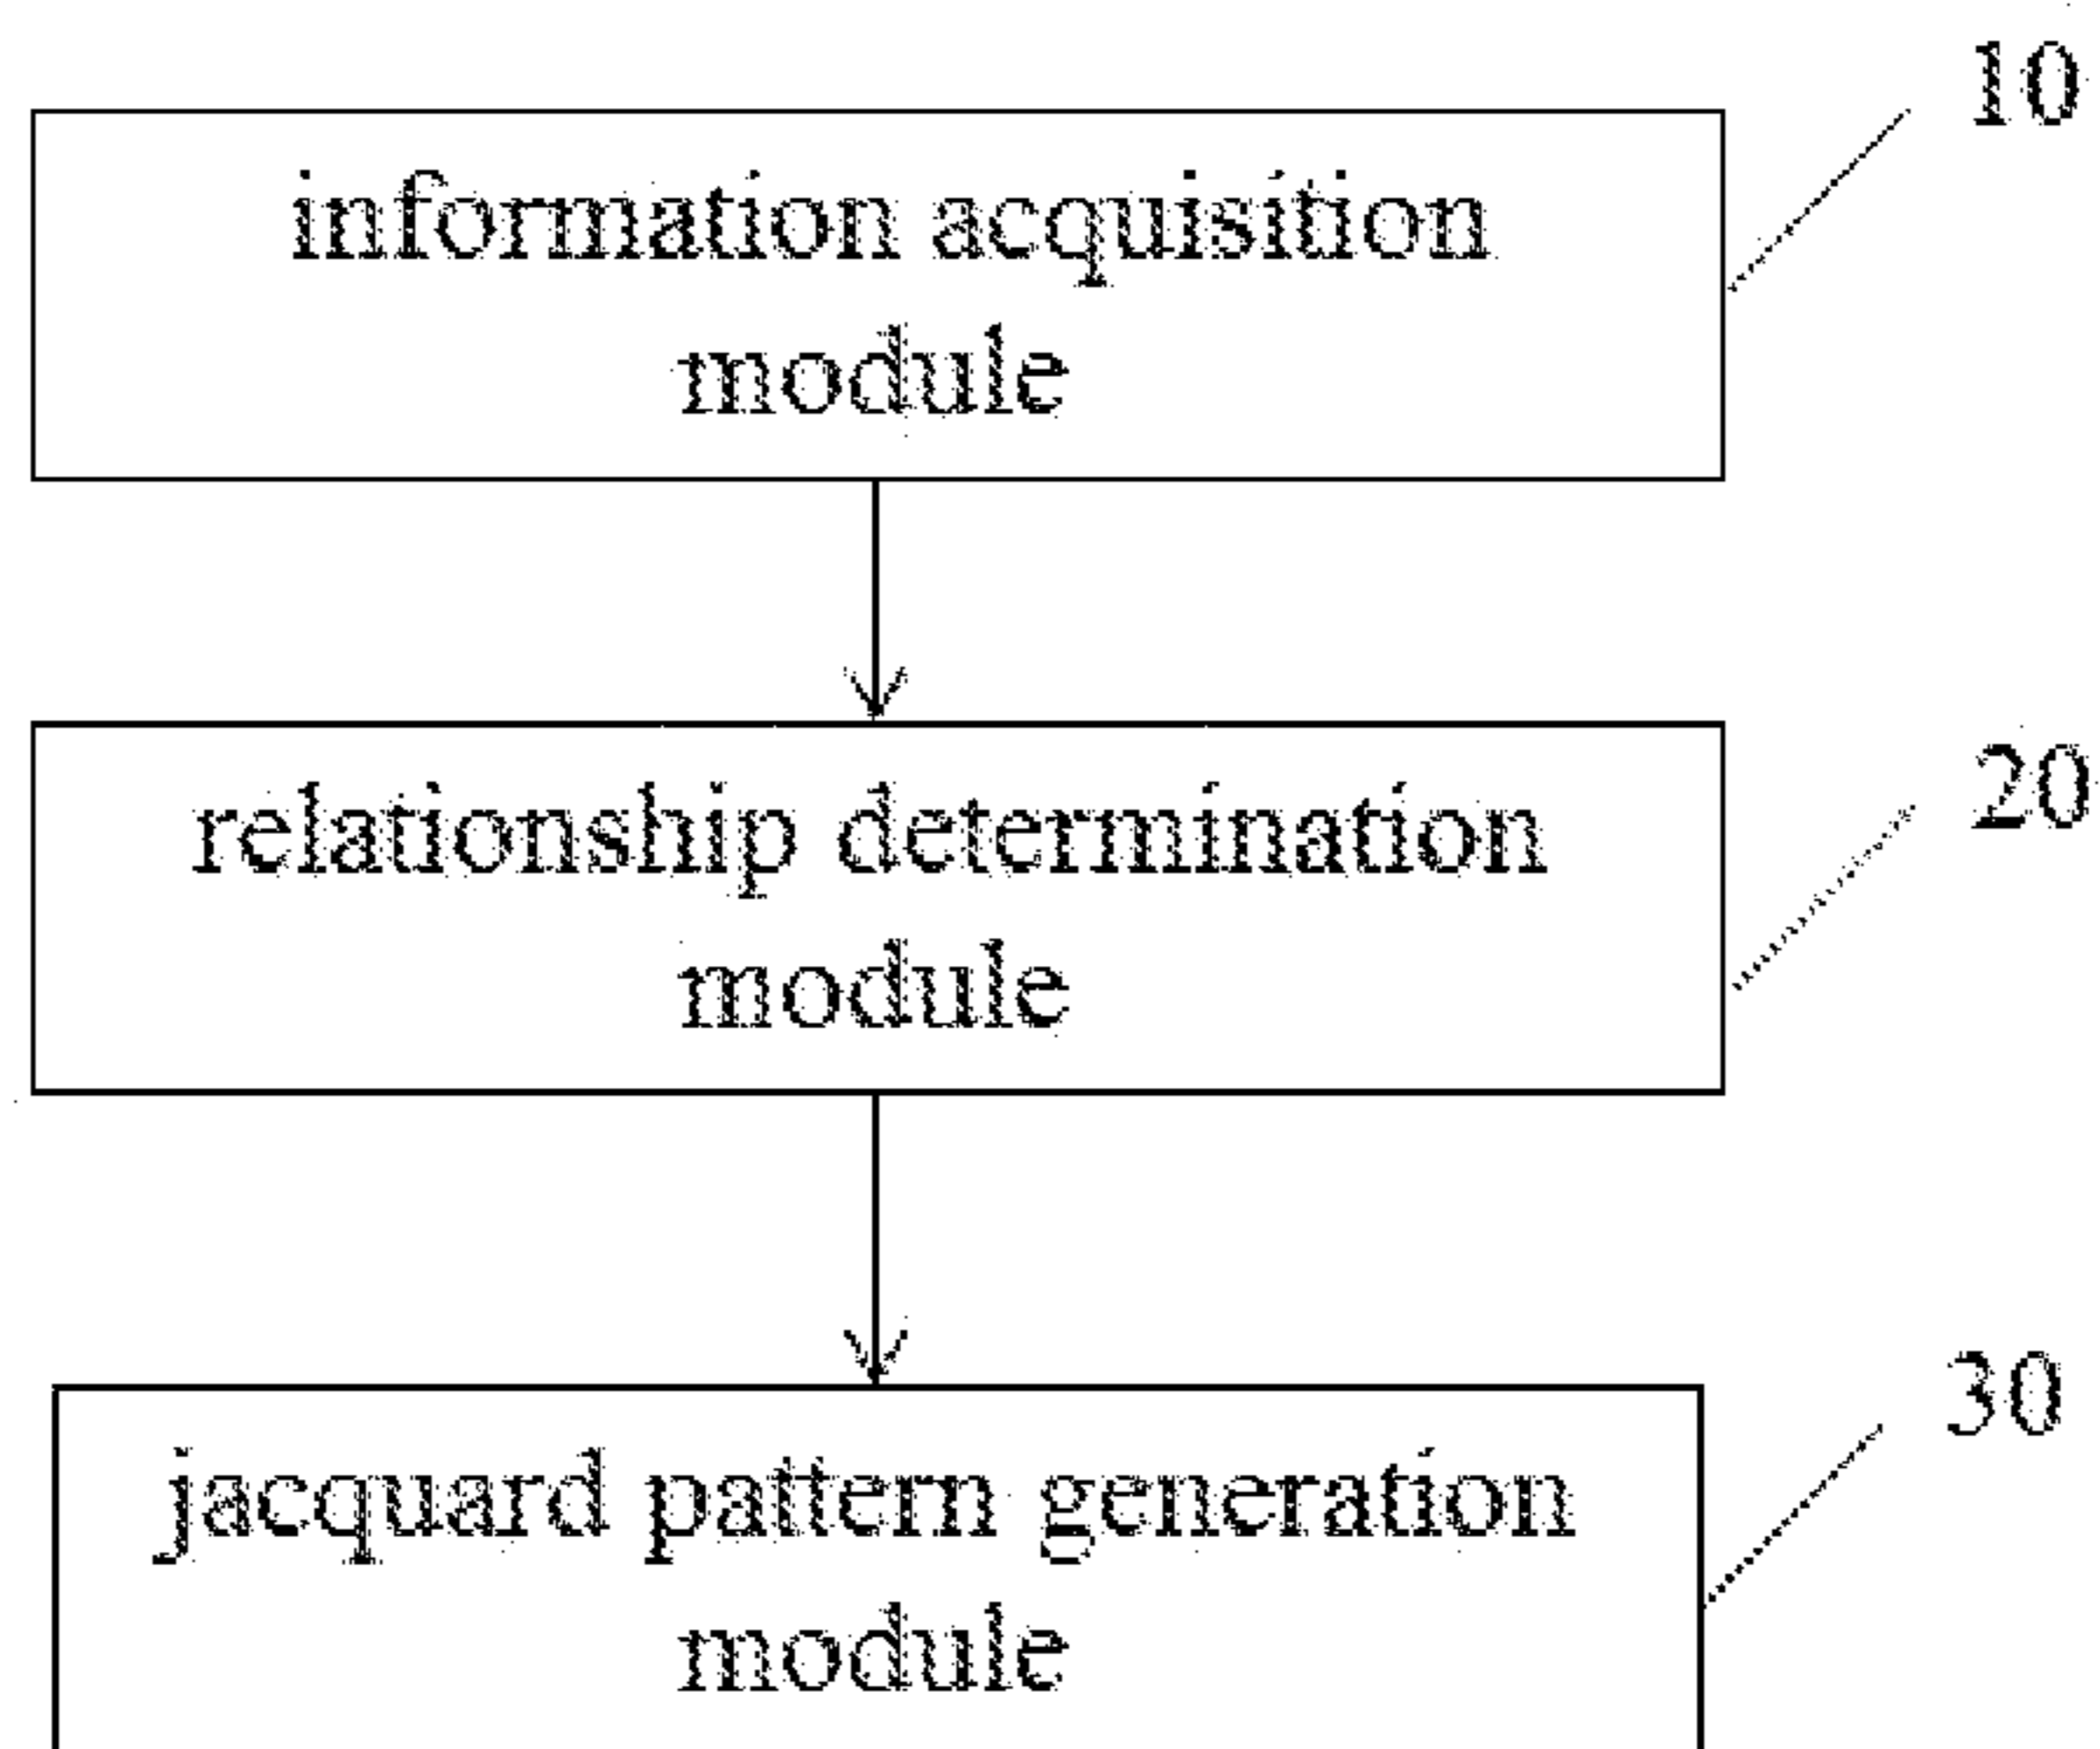 10
information acquisition
module
20
relationship determination
module
30
jacquard pattern generation
module